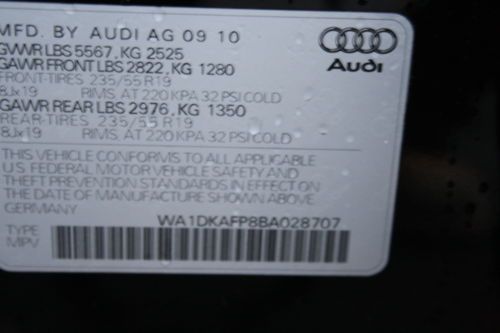 MFD. BY AUDI AG 09 10
GVWR LBS 5567, KG 2525
GAWR FRONT LBS 2822, KG 1280
FRONT-TIRES 235/55 R19
8Jx19 RIMS, AT 220 KPA 32 PSI COLD
GAWR REAR LBS 2976, KG 1350
REAR-TIRES 235/55 R19
8Jx19 RIMS, AT 220 KPA 32 PSI COLD
THIS VEHICLE CONFORMS TO ALL APPLICABLE
U.S. FEDERAL MOTOR VEHICLE SAFETY AND
THEFT PREVENTION STANDARDS IN EFFECT ON
THE DATE OF MANUFACTURE SHOWN ABOVE.
GERMANY
WA1DKAFP8BA028707
TYPE
MPV
Audi